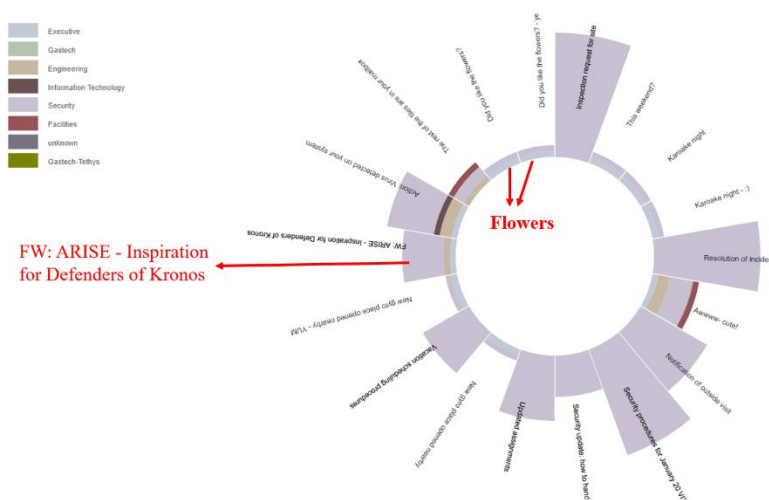 Executive
Gastech
Engineering
Information Technology
Security
Facilities
unknown
Gastech-Tethys
Inspection request for site
This weekend?
Karaoke night
Karaoke night - :)
Resolution of incide
Awwww- cute!
Notification of outside visit
Security procedures for January 20 Vi
Security update: how to hand
Updated assignments
New gyro place opened nearby
Vacation scheduling procedures
New gyro place opened nearby - YUM
FW: ARISE - Inspiration for Defenders of Kronos
Action: Virus detected on your system
The rest of the files are in your mailbox
Did you like the flowers?
Did you like the flowers? - ye
Flowers
FW: ARISE - Inspiration
for Defenders of Kronos